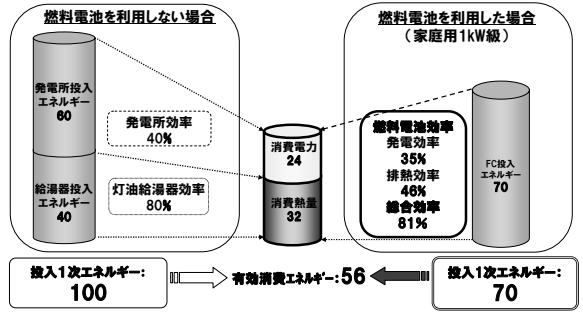 燃料電池を利用しない場合
燃料電池を利用した場合
（家庭用1kW級）
発電所投入
エネルギー
60
発電所効率
40%
給湯器投入
エネルギー
40
灯油給湯器効率
80%
消費電力
24
消費熱量
32
燃料電池効率
発電効率
35%
排熱効率
46%
総合効率
81%
FC投入
エネルギー
70
投入1次エネルギー：
100
有効消費エネルギー：56
投入1次エネルギー：
70